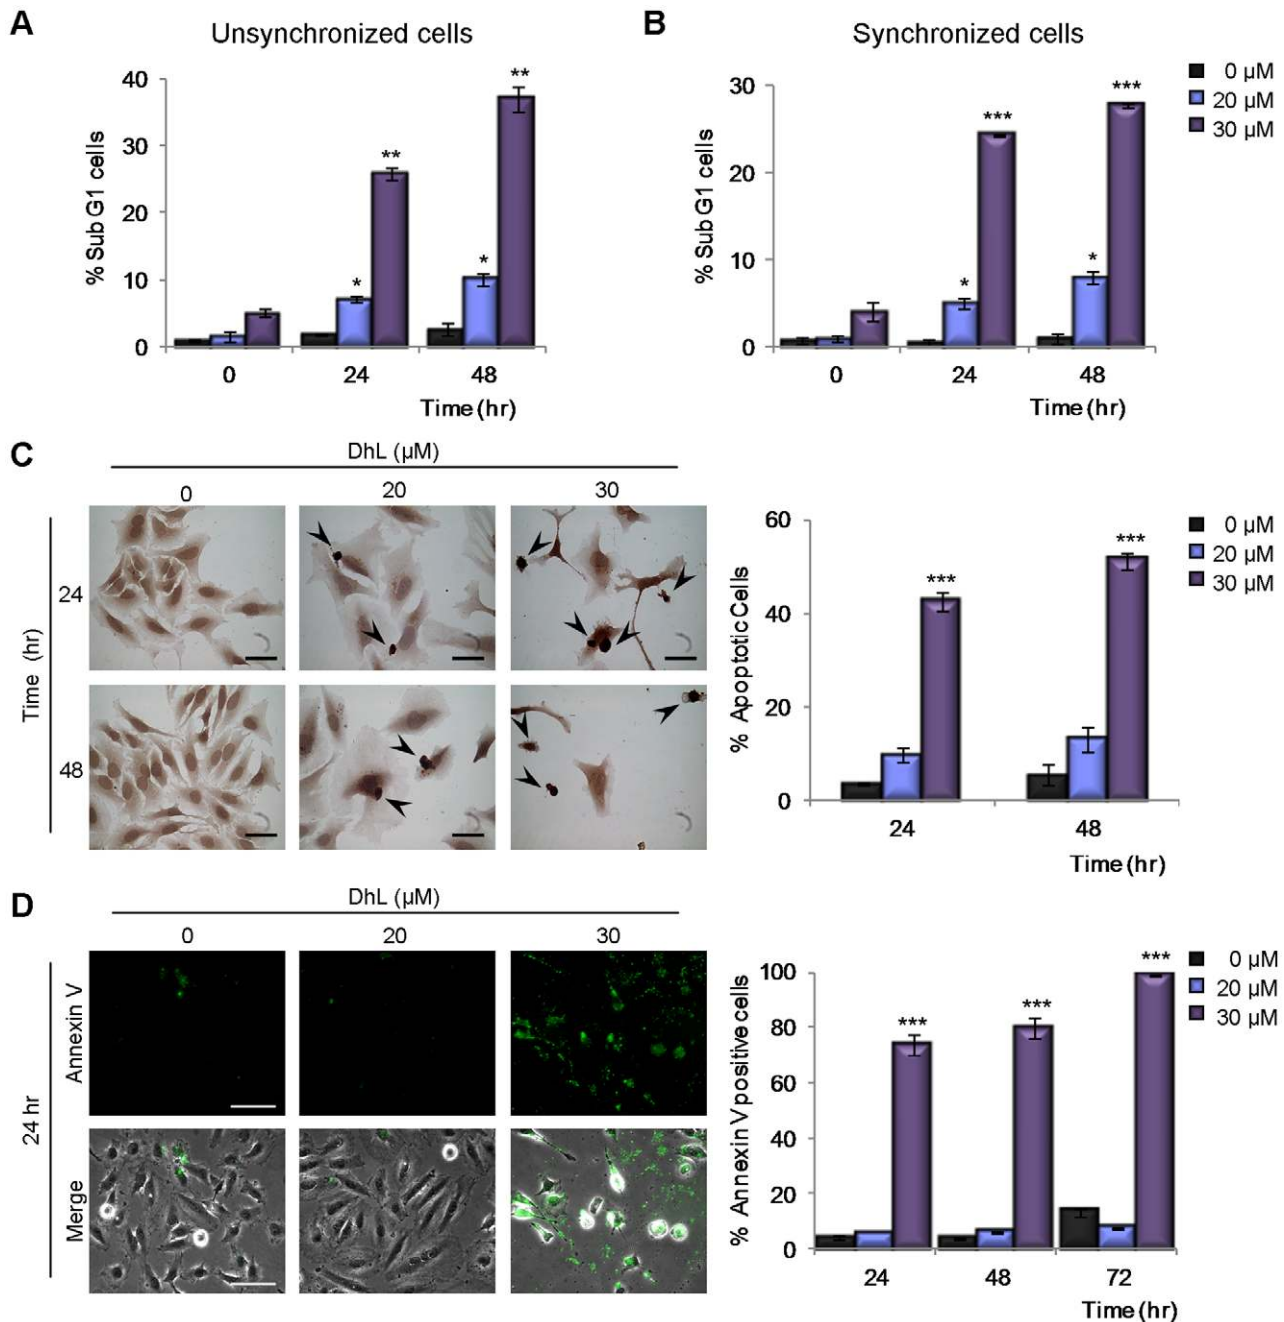 A
Unsynchronized cells
% Sub G1 cells
40
30
20
10
0
** 
**
*
*
0 24 48
Time (hr)
B
Synchronized cells
% Sub G1 cells
30
20
10
0
***
***
*
*
0 24 48
Time (hr)
0 µM
20 µM
30 µM
C
DhL (µM)
0 20 30
Time (hr)
24
48
% Apoptotic Cells
60
40
20
0
***
***
24 48
Time (hr)
0 µM
20 µM
30 µM
D
DhL (µM)
0 20 30
24 hr
Annexin V
Merge
% Annexin V positive cells
100
80
60
40
20
0
***
***
***
24 48 72
Time (hr)
0 µM
20 µM
30 µM